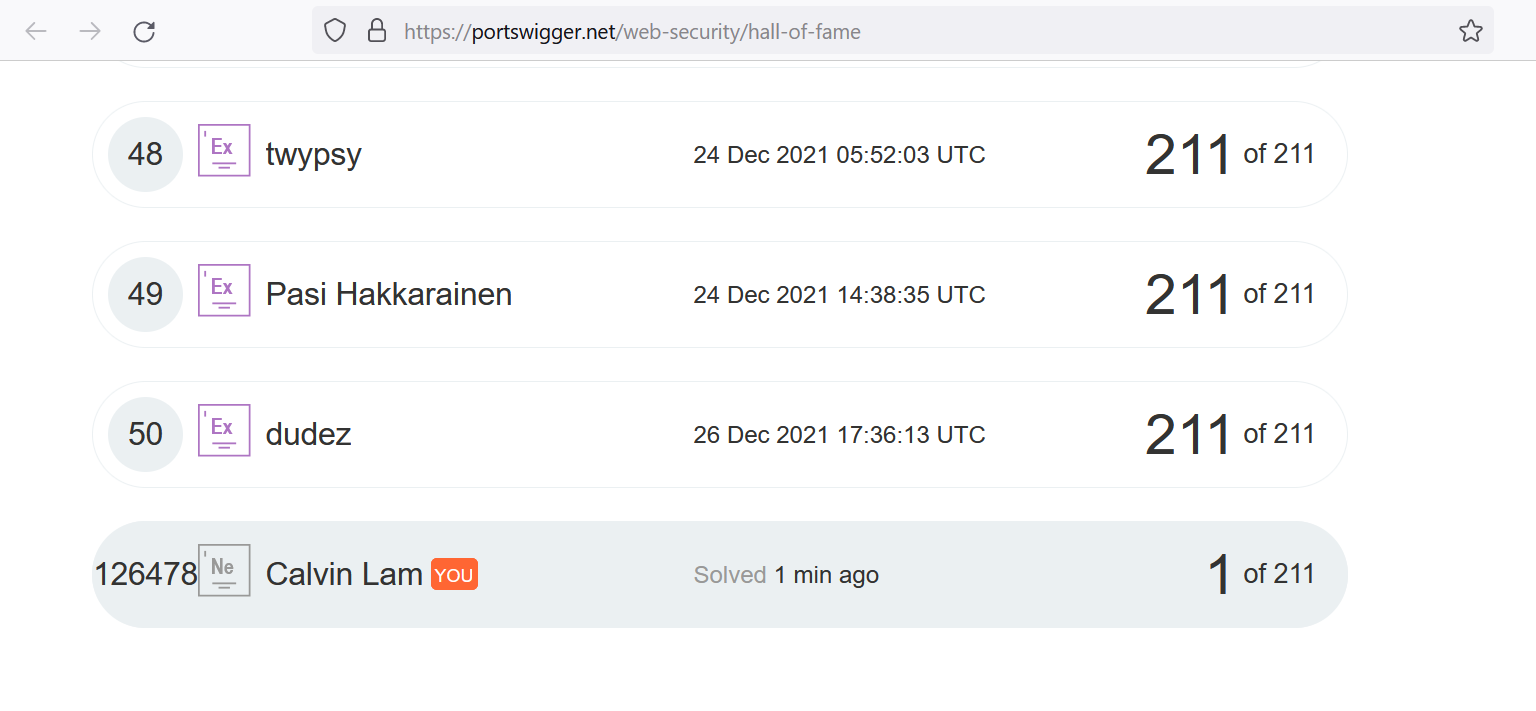 https://portswigger.net/web-security/hall-of-fame
48 'Ex twypsy 24 Dec 2021 05:52:03 UTC 211 of 211
49 'Ex Pasi Hakkarainen 24 Dec 2021 14:38:35 UTC 211 of 211
50 'Ex dudez 26 Dec 2021 17:36:13 UTC 211 of 211
126478 'Ne Calvin Lam YOU Solved 1 min ago 1 of 211